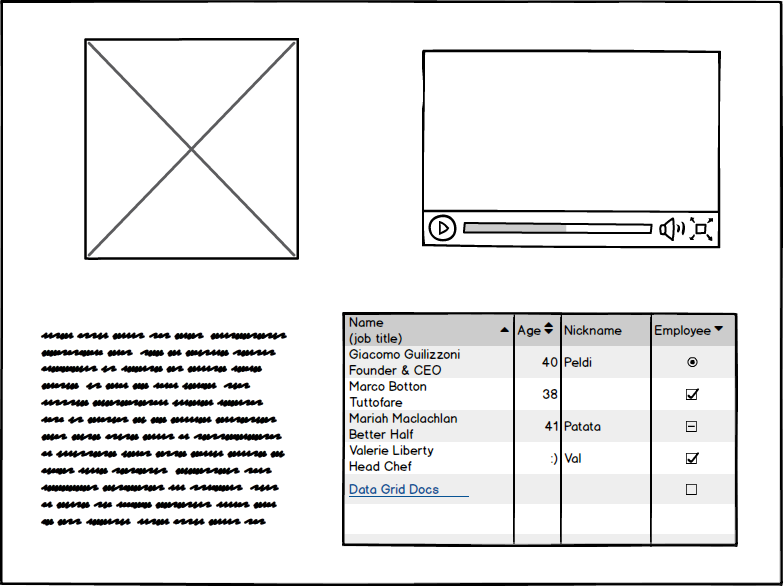 Name
(job title)
Age
Nickname
Employee
Giacomo Guilizzoni
Founder & CEO
40
Peldi
Marco Botton
Tuttofare
38
Mariah Maclachlan
Better Half
41
Patata
Valerie Liberty
Head Chef
:)
Val
Data Grid Docs